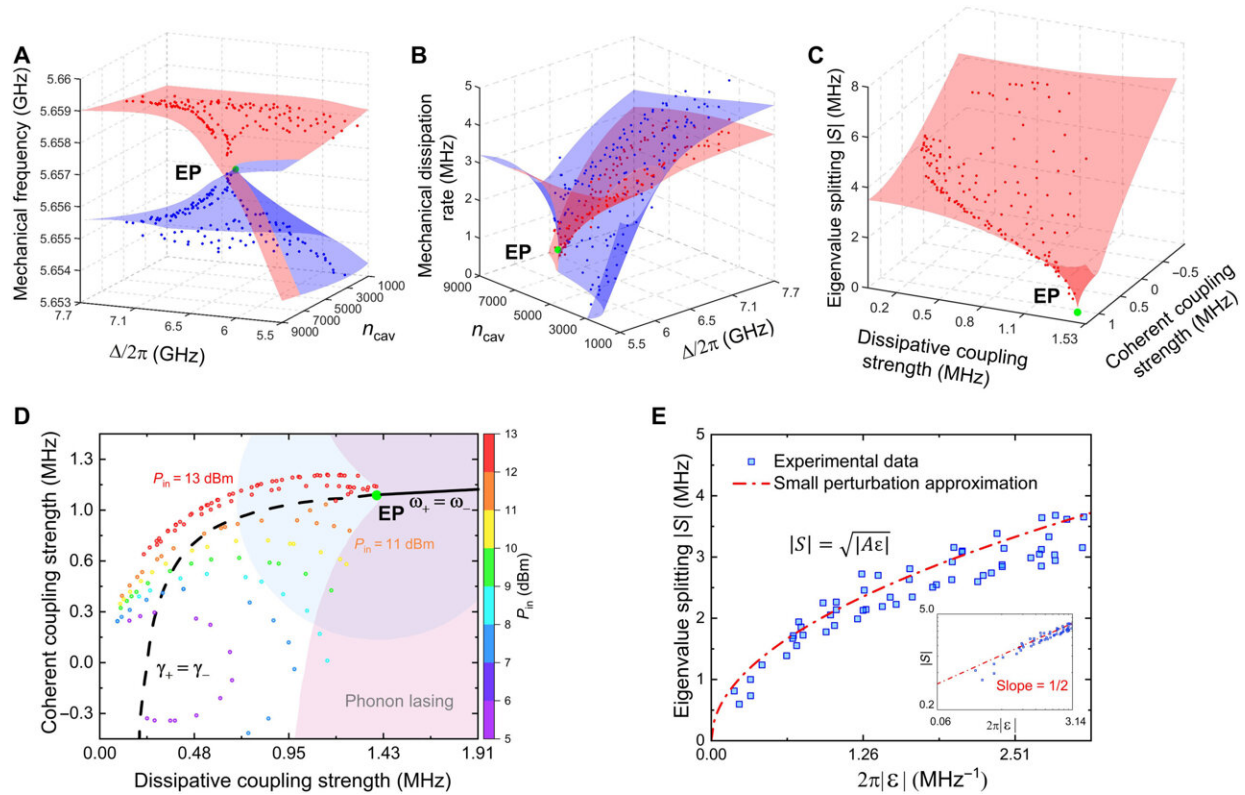 A
Mechanical frequency (GHz)
5.66
5.659
5.658
5.657
5.656
5.655
5.654
5.653
EP
7.7
7.1
6.5
6
5.5
Δ/2π (GHz)
1000
3000
5000
7000
9000
n_cav
B
Mechanical dissipation
rate (MHz)
5
4
3
2
1
0
EP
9000
7000
5000
3000
1000
n_cav
5.5
6
6.5
7.1
7.7
Δ/2π (GHz)
C
Eigenvalue splitting |S| (MHz)
8
6
4
2
0
EP
0.2
0.5
0.8
1.1
1.53
Dissipative coupling
strength (MHz)
−0.5
0
0.5
1
Coherent coupling
strength (MHz)
D
Coherent coupling strength (MHz)
1.3
0.9
0.6
0.3
0.0
−0.3
P_in = 13 dBm
EP
ω₊ = ω₋
P_in = 11 dBm
γ₊ = γ₋
Phonon lasing
0.00
0.48
0.95
1.43
1.91
Dissipative coupling strength (MHz)
13
12
11
10
9
8
7
6
5
P_in (dBm)
E
Eigenvalue splitting |S| (MHz)
5
4
3
2
1
0
Experimental data
Small perturbation approximation
|S| = √|Aε|
5.0
|S|
0.2
Slope = 1/2
0.06
3.14
2π|ε|
0.00
1.26
2.51
2π|ε| (MHz⁻¹)